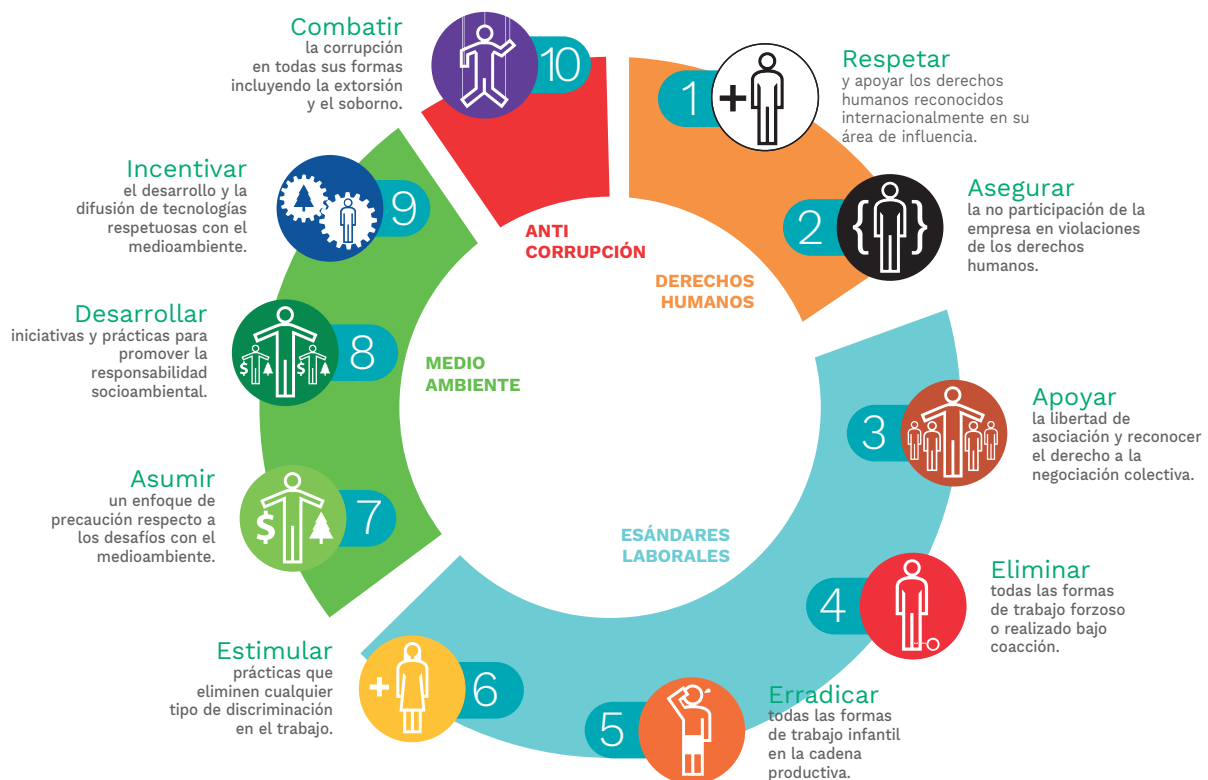 Combatir
la corrupción
en todas sus formas
incluyendo la extorsión
y el soborno.
10
1
Respetar
y apoyar los derechos
humanos reconocidos
internacionalmente en su
área de influencia.
Incentivar
el desarrollo y la
difusión de tecnologías
respetuosas con el
medioambiente.
9
2
Asegurar
la no participación de la
empresa en violaciones
de los derechos
humanos.
ANTI
CORRUPCIÓN
DERECHOS
HUMANOS
Desarrollar
iniciativas y prácticas para
promover la
responsabilidad
socioambiental.
$
$
8
MEDIO
AMBIENTE
3
Apoyar
la libertad de
asociación y reconocer
el derecho a la
negociación colectiva.
Asumir
un enfoque de
precaución respecto a
los desafíos con el
medioambiente.
$
7
ESÁNDARES
LABORALES
4
Eliminar
todas las formas
de trabajo forzoso
o realizado bajo
coacción.
Estimular
prácticas que
eliminen cualquier
tipo de discriminación
en el trabajo.
6
5
Erradicar
todas las formas
de trabajo infantil
en la cadena
productiva.